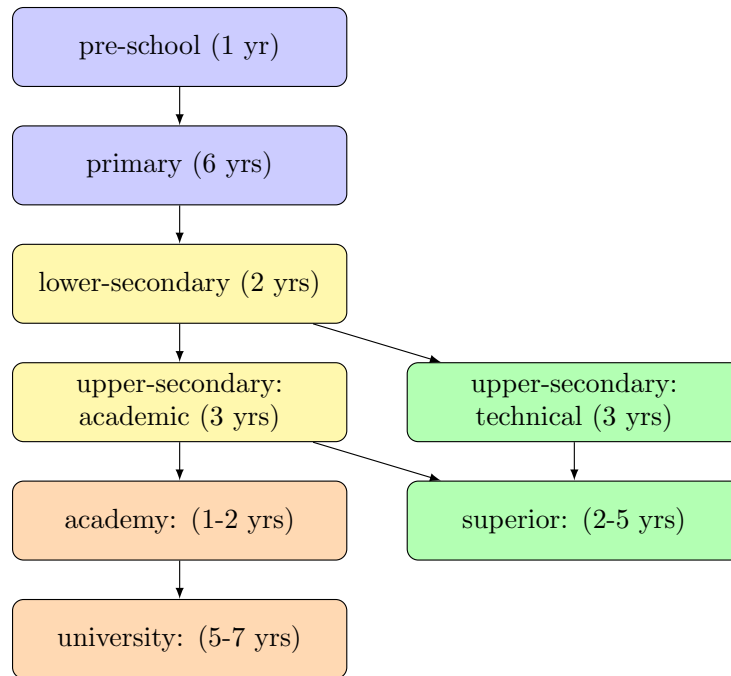 pre-school (1 yr)
primary (6 yrs)
lower-secondary (2 yrs)
upper-secondary:
academic (3 yrs)
upper-secondary:
technical (3 yrs)
academy: (1-2 yrs)
superior: (2-5 yrs)
university: (5-7 yrs)